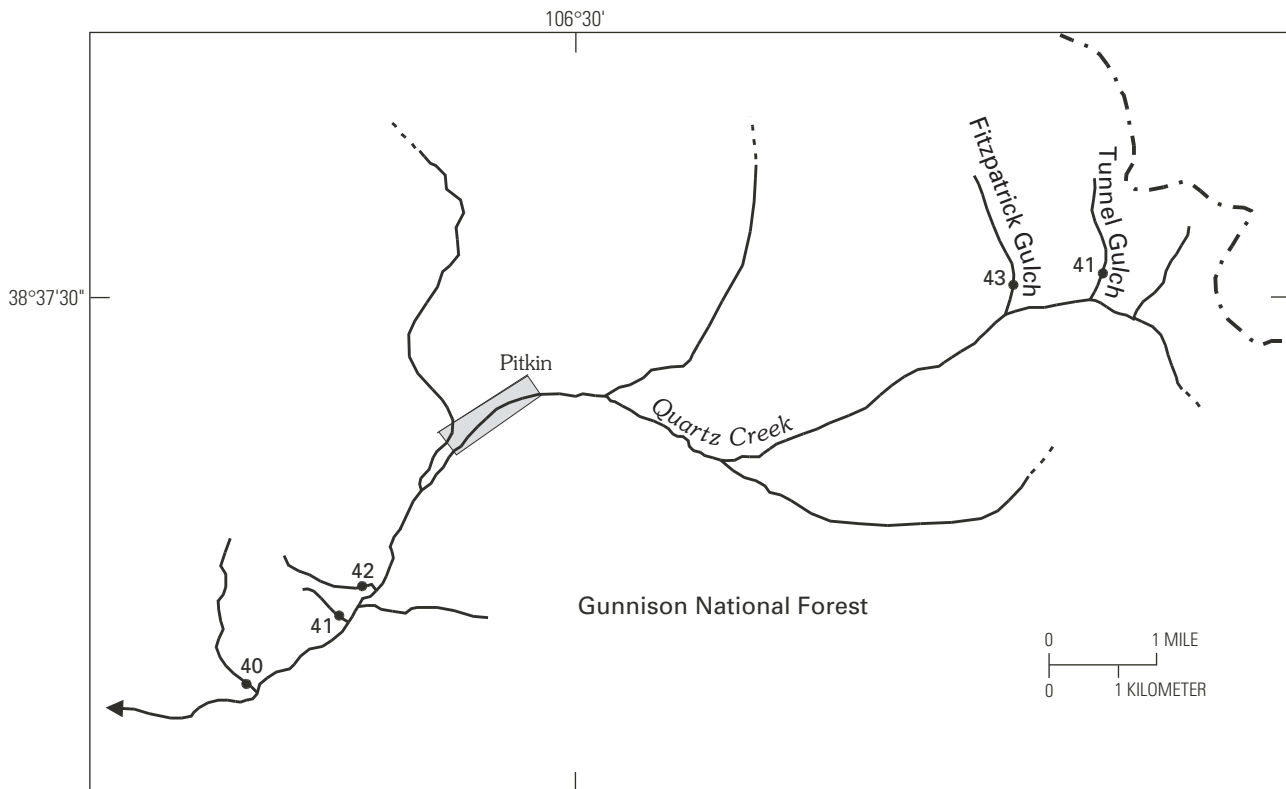 106°30'
Fitzpatrick Gulch
Tunnel Gulch
43
41
38°37'30"
Pitkin
Quartz Creek
42
41
Gunnison National Forest
40
0 1 MILE
0 1 KILOMETER